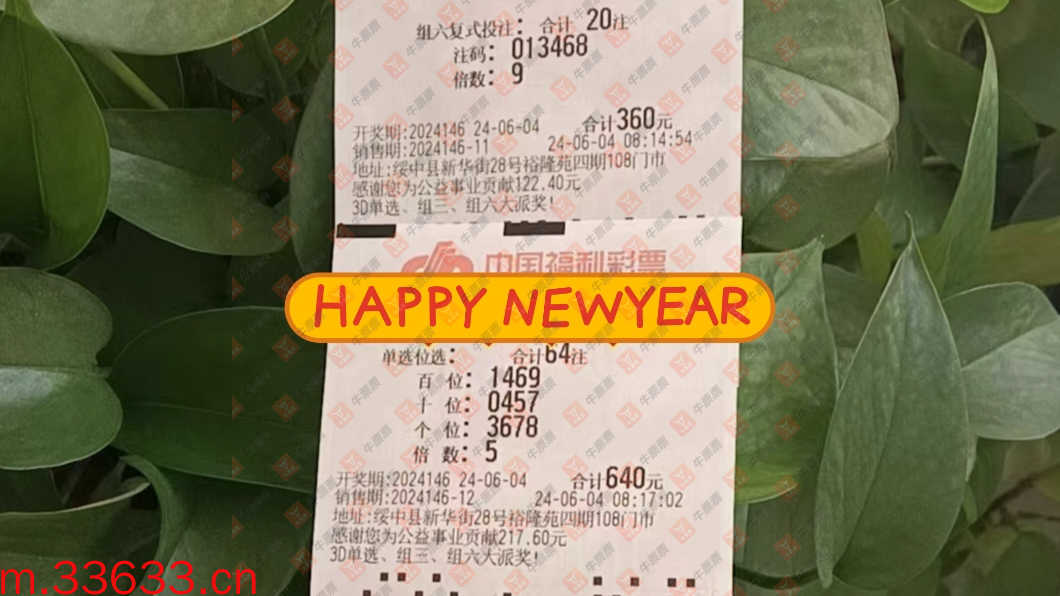 组六复式投注： 合计 20注
注码：013468
倍数：9
开奖期:2024146 24-06-04 合计360元
销售期:2024146-11 24-06-04 08:14:54
地址:绥中县新华街28号裕隆苑四期108门市
感谢您为公益事业贡献122.40元
3D单选、组三、组六大派奖!
中国福利彩票
HAPPY NEWYEAR
单选位选： 合计64注
百 位：1469
十 位：0457
个 位：3678
倍 数：5
开奖期:2024146 24-06-04 合计640元
销售期:2024146-12 24-06-04 08:17:02
地址:绥中县新华街28号裕隆苑四期108门市
感谢您为公益事业贡献217.60元
3D单选、组三、组六大派奖!
m.33633.cn